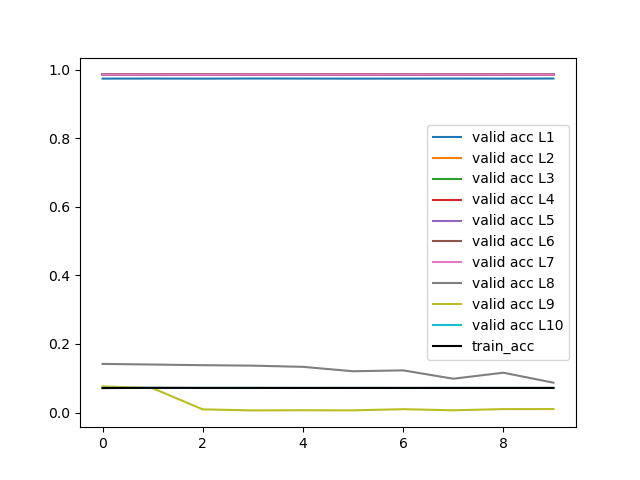 1.0
0.8
0.6
0.4
0.2
0.0
0
2
4
6
8
valid acc L1
valid acc L2
valid acc L3
valid acc L4
valid acc L5
valid acc L6
valid acc L7
valid acc L8
valid acc L9
valid acc L10
train_acc